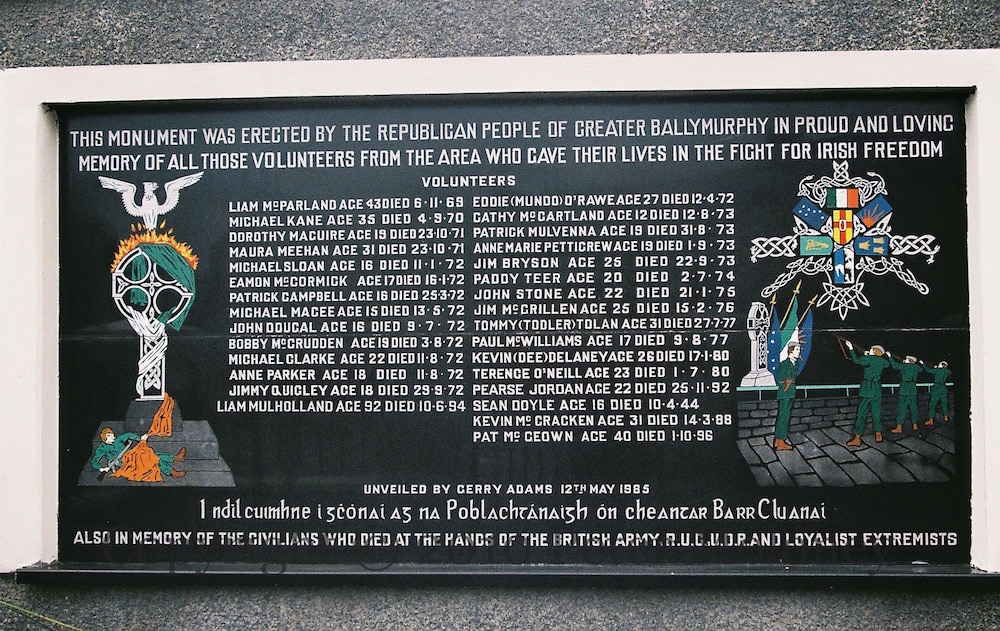 THIS MONUMENT WAS ERECTED BY THE REPUBLICAN PEOPLE OF GREATER BALLYMURPHY IN PROUD AND LOVING
MEMORY OF ALL THOSE VOLUNTEERS FROM THE AREA WHO GAVE THEIR LIVES IN THE FIGHT FOR IRISH FREEDOM
VOLUNTEERS
LIAM McPARLAND AGE 43 DIED 6·11·69
MICHAEL KANE AGE 35 DIED 4·9·70
DOROTHY MAGUIRE AGE 19 DIED 23·10·71
MAURA MEEHAN AGE 31 DIED 23·10·71
MICHAEL SLOAN AGE 16 DIED 11·1·72
EAMON McCORMICK AGE 17 DIED 16·1·72
PATRICK CAMPBELL AGE 16 DIED 25·3·72
MICHAEL MAGEE AGE 15 DIED 13·5·72
JOHN DOUGAL AGE 16 DIED 9·7·72
BOBBY McCRUDDEN AGE 19 DIED 3·8·72
MICHAEL CLARKE AGE 22 DIED 11·8·72
ANNE PARKER AGE 18 DIED 11·8·72
JIMMY QUIGLEY AGE 18 DIED 29·9·72
LIAM MULHOLLAND AGE 92 DIED 10·6·94
EDDIE (MUNDO) O'RAWE AGE 27 DIED 12·4·72
CATHY McCARTLAND AGE 12 DIED 12·8·73
PATRICK MULVENNA AGE 19 DIED 31·8·73
ANNE MARIE PETTICREW AGE 19 DIED 1·9·73
JIM BRYSON AGE 25 DIED 22·9·73
PADDY TEER AGE 20 DIED 2·7·74
JOHN STONE AGE 22 DIED 21·1·75
JIM McGRILLEN AGE 25 DIED 15·2·76
TOMMY (TODLER) TOLAN AGE 31 DIED 27·7·77
PAUL McWILLIAMS AGE 17 DIED 9·8·77
KEVIN (DEE) DELANEY AGE 26 DIED 17·1·80
TERENCE O'NEILL AGE 23 DIED 1·7·80
PEARSE JORDAN AGE 22 DIED 25·11·92
SEAN DOYLE AGE 16 DIED 10·4·44
KEVIN McCRACKEN AGE 31 DIED 14·3·88
PAT McGEOWN AGE 40 DIED 1·10·96
UNVEILED BY GERRY ADAMS 12TH MAY 1985
I ndil cuimhne i gcónaí ag na Poblachtánaigh ón cheantar Barr Cluanaí
ALSO IN MEMORY OF THE CIVILIANS WHO DIED AT THE HANDS OF THE BRITISH ARMY, R.U.C, U.D.R. AND LOYALIST EXTREMISTS